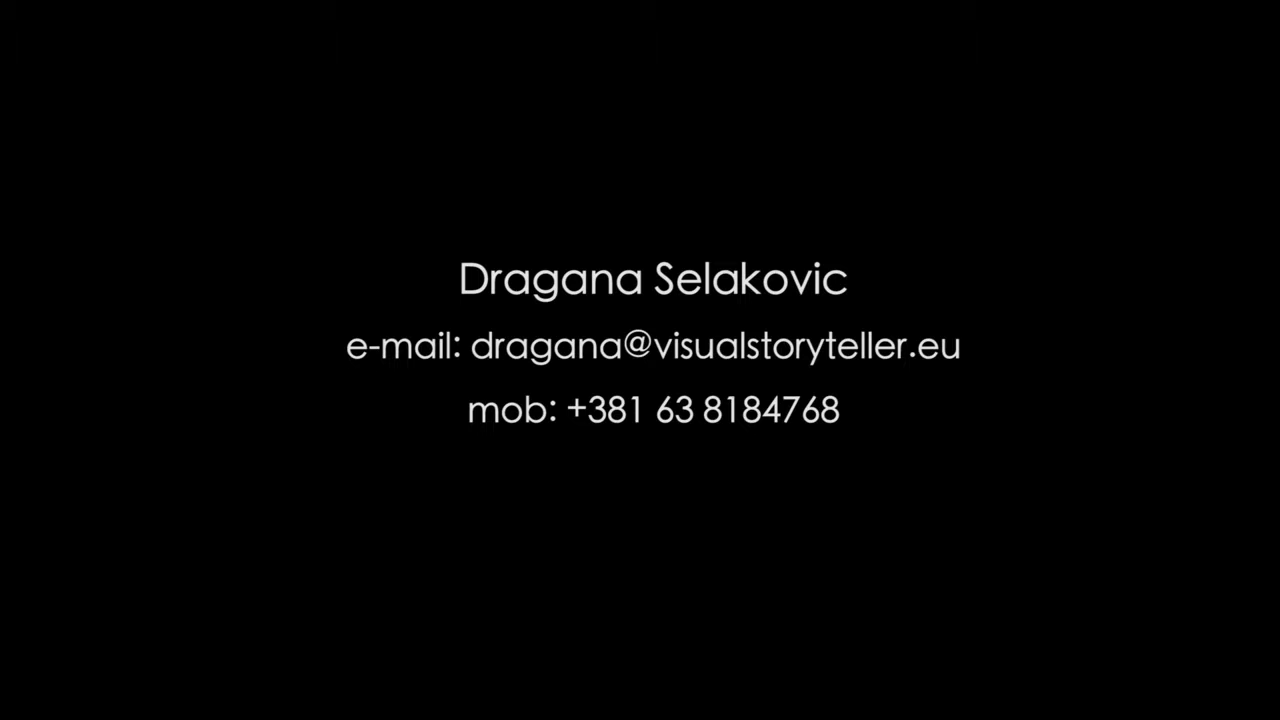 Dragana Selakovic
e-mail: dragana@visualstoryteller.eu
mob: +381 63 8184768